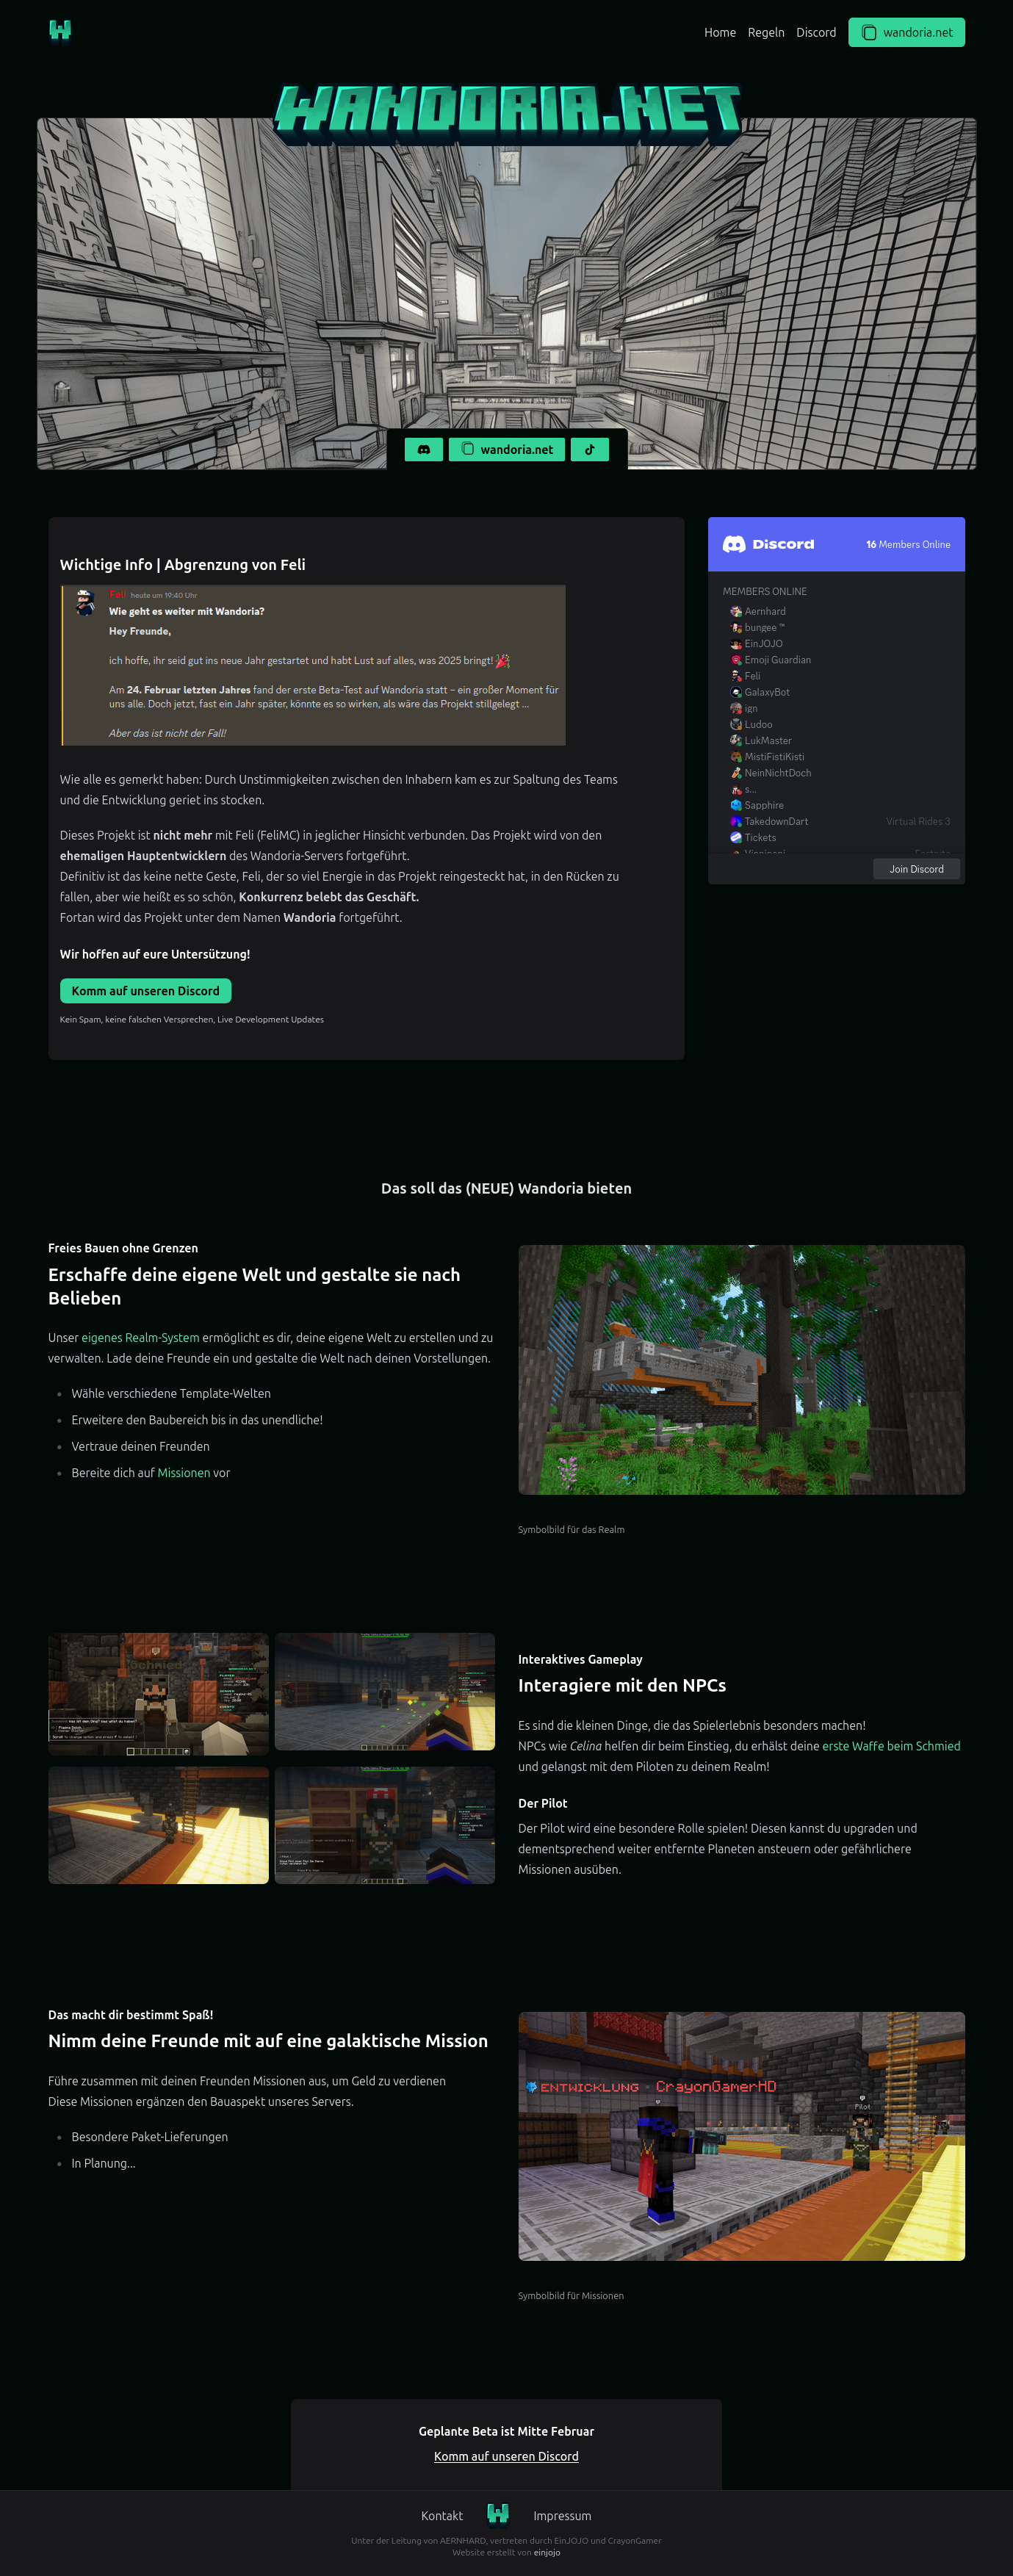 Home Regeln Discord wandoria.net
WANDORIA.NET
wandoria.net
Wichtige Info | Abgrenzung von Feli
Feli heute um 19:40 Uhr
Wie geht es weiter mit Wandoria?
Hey Freunde,
ich hoffe, ihr seid gut ins neue Jahr gestartet und habt Lust auf alles, was 2025 bringt!
Am 24. Februar letzten Jahres fand der erste Beta-Test auf Wandoria statt – ein großer Moment für
uns alle. Doch jetzt, fast ein Jahr später, könnte es so wirken, als wäre das Projekt stillgelegt ...
Aber das ist nicht der Fall!
Wie alle es gemerkt haben: Durch Unstimmigkeiten zwischen den Inhabern kam es zur Spaltung des Teams
und die Entwicklung geriet ins stocken.
Dieses Projekt ist nicht mehr mit Feli (FeliMC) in jeglicher Hinsicht verbunden. Das Projekt wird von den
ehemaligen Hauptentwicklern des Wandoria-Servers fortgeführt.
Definitiv ist das keine nette Geste, Feli, der so viel Energie in das Projekt reingesteckt hat, in den Rücken zu
fallen, aber wie heißt es so schön, Konkurrenz belebt das Geschäft.
Fortan wird das Projekt unter dem Namen Wandoria fortgeführt.
Wir hoffen auf eure Untersützung!
Komm auf unseren Discord
Kein Spam, keine falschen Versprechen, Live Development Updates
Discord 16 Members Online
MEMBERS ONLINE
Aernhard
bungee ™
EinJOJO
Emoji Guardian
Feli
GalaxyBot
ign
Ludoo
LukMaster
MistiFistiKisti
NeinNichtDoch
s...
Sapphire
TakedownDart Virtual Rides 3
Tickets
Join Discord
Das soll das (NEUE) Wandoria bieten
Freies Bauen ohne Grenzen
Erschaffe deine eigene Welt und gestalte sie nach
Belieben
Unser eigenes Realm-System ermöglicht es dir, deine eigene Welt zu erstellen und zu
verwalten. Lade deine Freunde ein und gestalte die Welt nach deinen Vorstellungen.
Wähle verschiedene Template-Welten
Erweitere den Baubereich bis in das unendliche!
Vertraue deinen Freunden
Bereite dich auf Missionen vor
Symbolbild für das Realm
Schmied
Interaktives Gameplay
Interagiere mit den NPCs
Es sind die kleinen Dinge, die das Spielerlebnis besonders machen!
NPCs wie Celina helfen dir beim Einstieg, du erhälst deine erste Waffe beim Schmied
und gelangst mit dem Piloten zu deinem Realm!
Der Pilot
Der Pilot wird eine besondere Rolle spielen! Diesen kannst du upgraden und
dementsprechend weiter entfernte Planeten ansteuern oder gefährlichere
Missionen ausüben.
Das macht dir bestimmt Spaß!
Nimm deine Freunde mit auf eine galaktische Mission
Führe zusammen mit deinen Freunden Missionen aus, um Geld zu verdienen
Diese Missionen ergänzen den Bauaspekt unseres Servers.
Besondere Paket-Lieferungen
In Planung...
ENTWICKLUNG CrayonGamerHD
Pilot
Symbolbild für Missionen
Geplante Beta ist Mitte Februar
Komm auf unseren Discord
Kontakt Impressum
Unter der Leitung von AERNHARD, vertreten durch EinJOJO und CrayonGamer
Website erstellt von einjojo